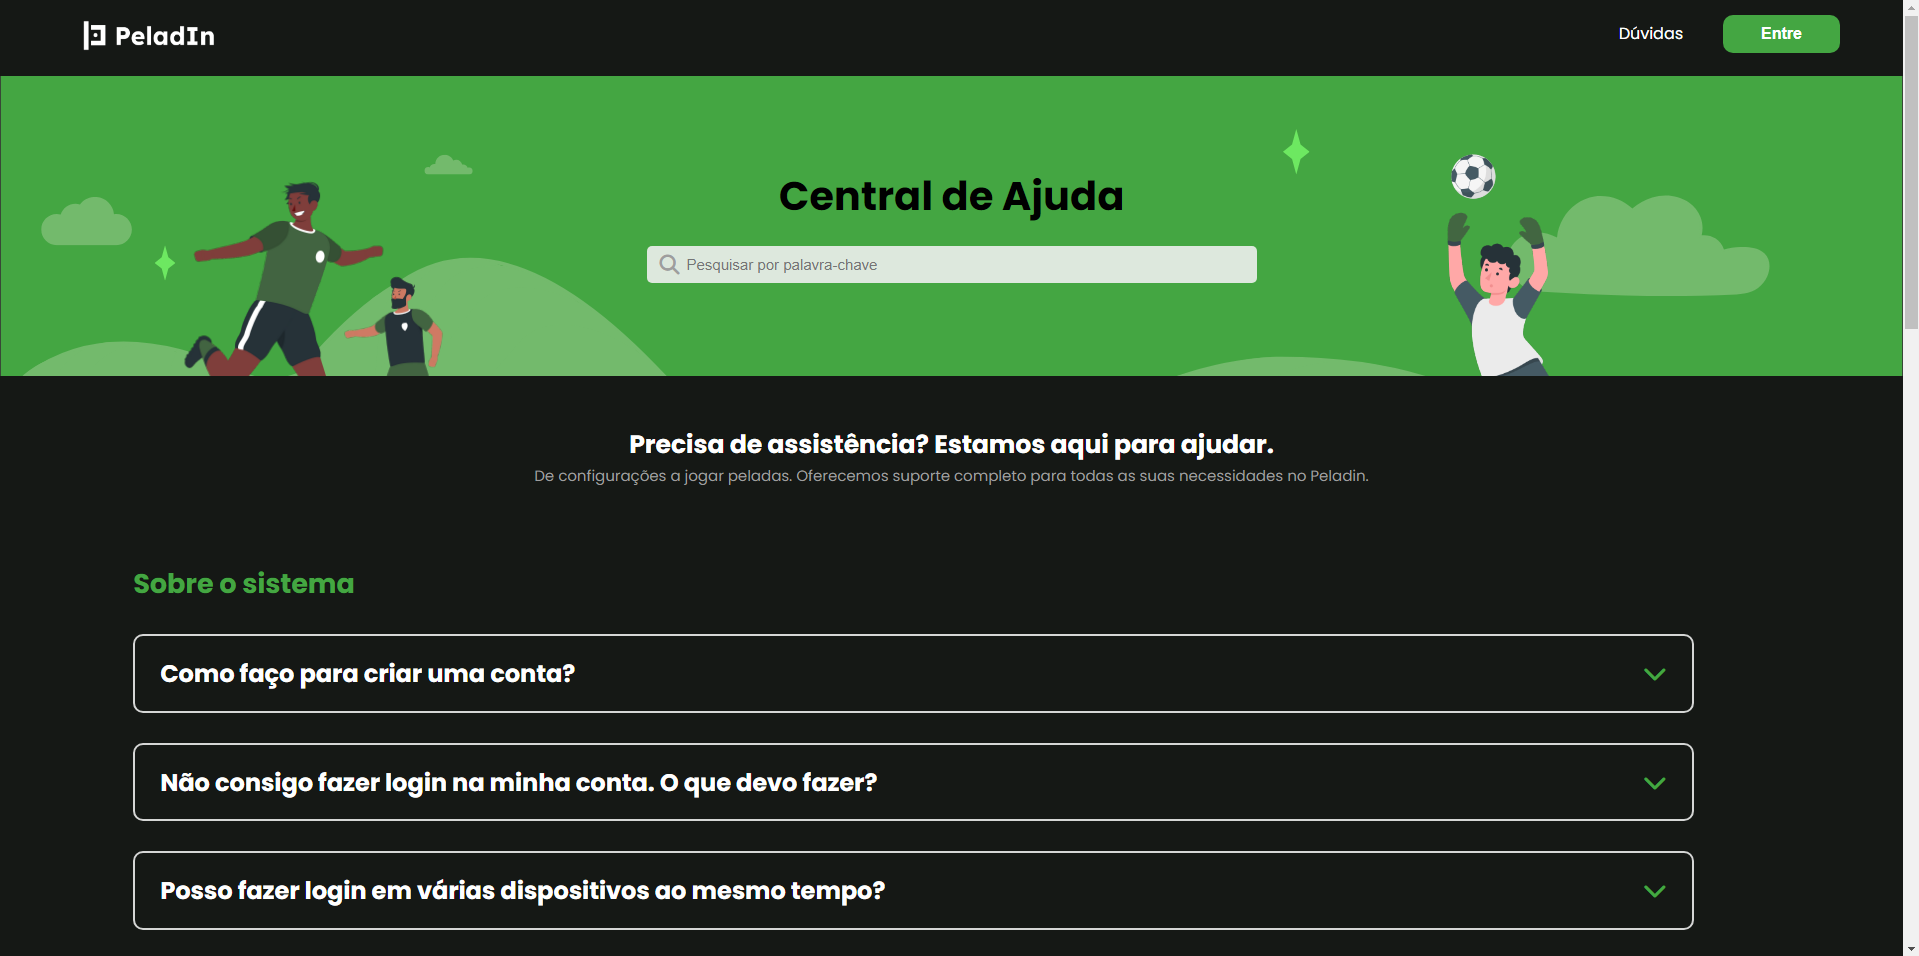 PeladIn
Dúvidas
Entre
Central de Ajuda
Pesquisar por palavra-chave
Precisa de assistência? Estamos aqui para ajudar.
De configurações a jogar peladas. Oferecemos suporte completo para todas as suas necessidades no Peladin.
Sobre o sistema
Como faço para criar uma conta?
Não consigo fazer login na minha conta. O que devo fazer?
Posso fazer login em várias dispositivos ao mesmo tempo?